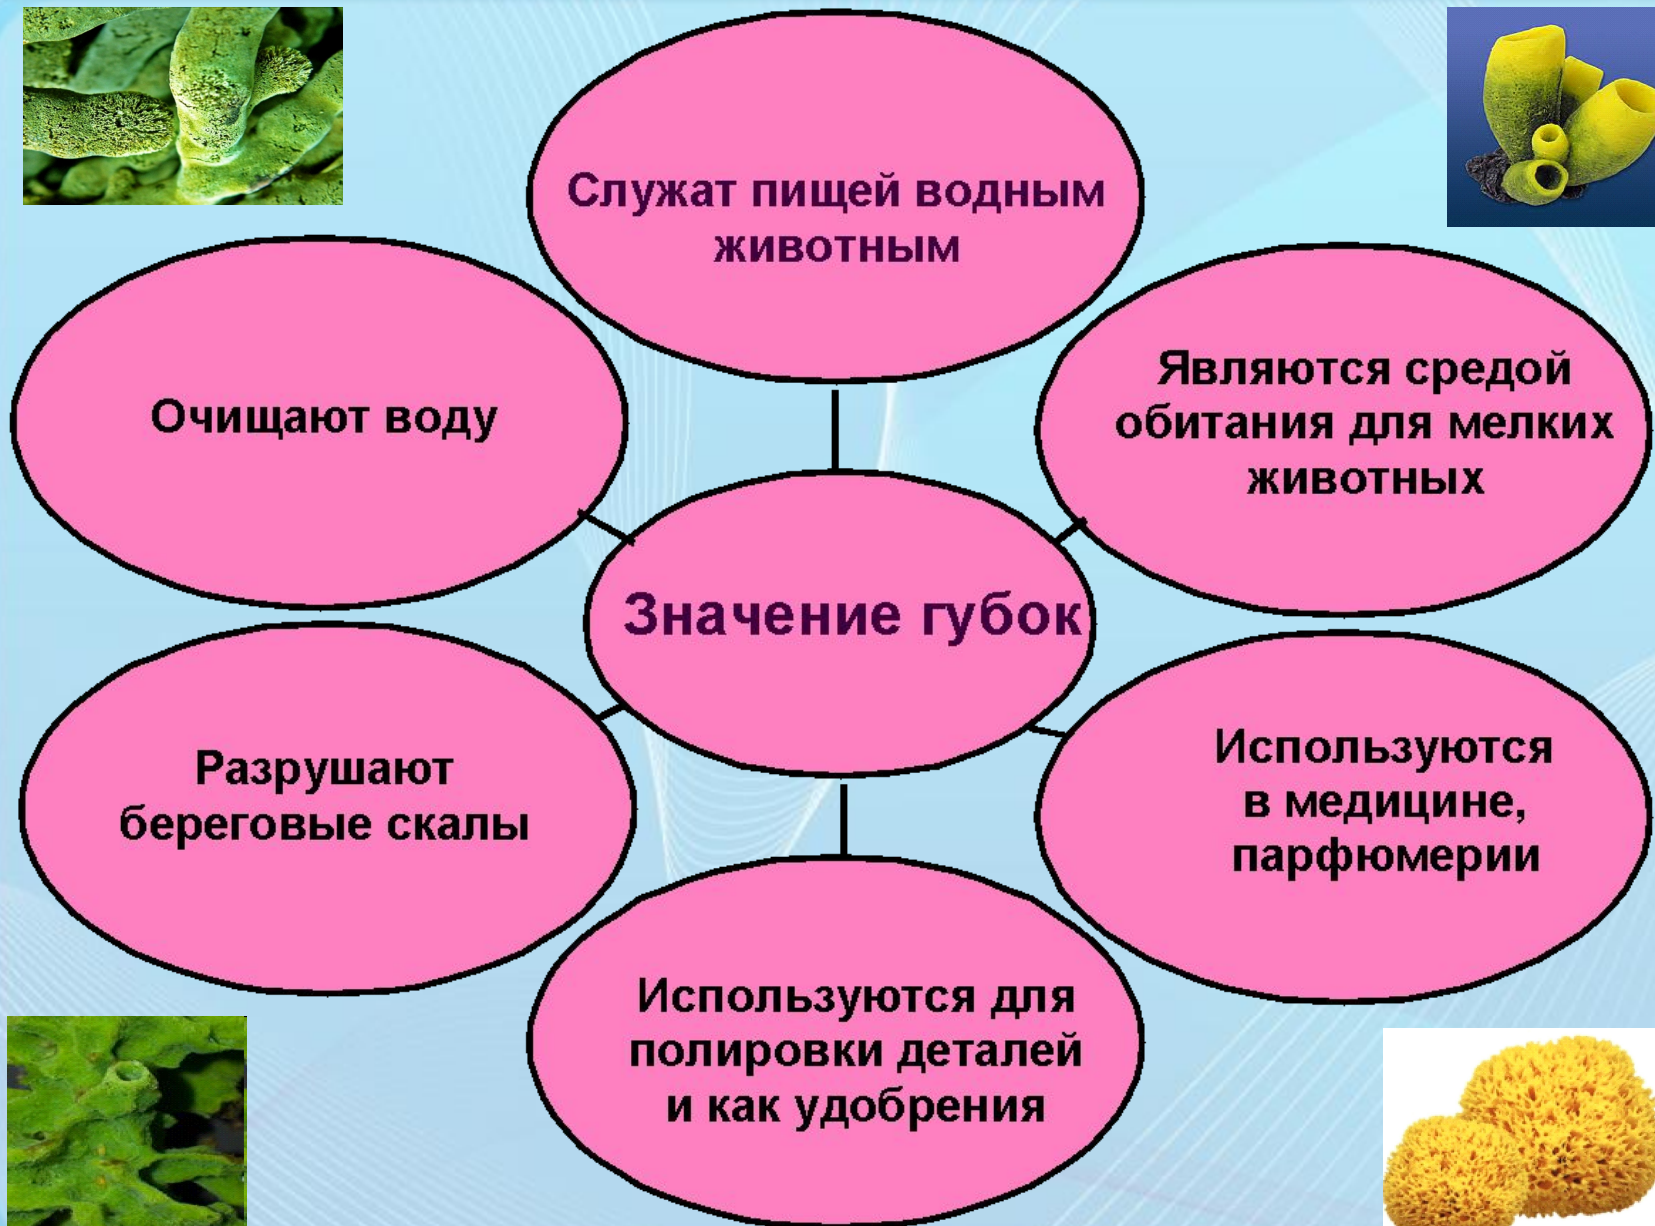 Служат пищей водным
животным
Являются средой
обитания для мелких
животных
Очищают воду
Значение губок
Используются
в медицине,
парфюмерии
Разрушают
береговые скалы
Используются для
полировки деталей
и как удобрения